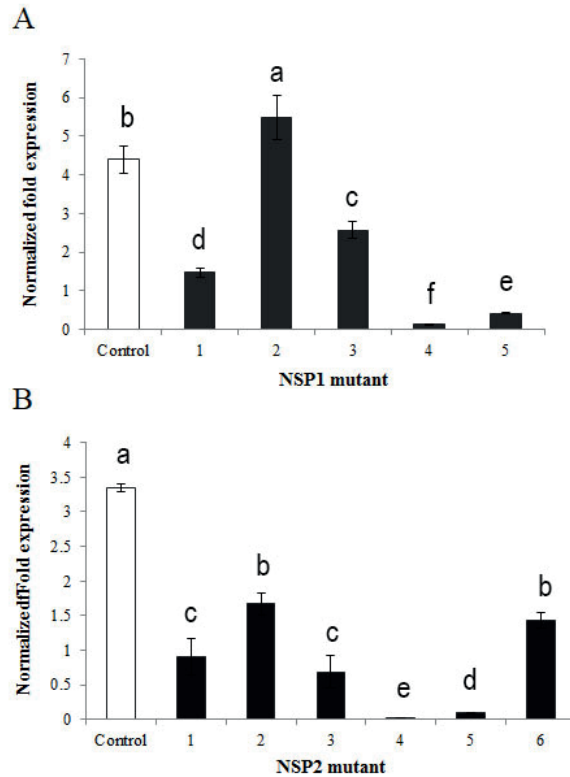 A
Normalized fold expression
7
6
5
4
3
2
1
0
b
d
a
c
f
e
Control 1 2 3 4 5
NSP1 mutant
B
NormalizedfFold expression
4
3.5
3
2.5
2
1.5
1
0.5
0
a
c
b
c
e
d
b
Control 1 2 3 4 5 6
NSP2 mutant